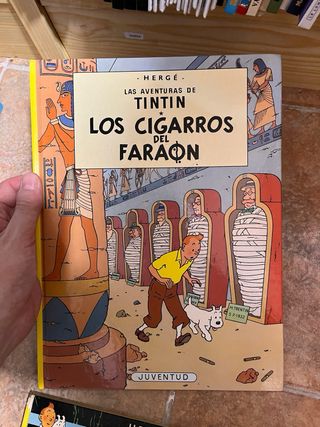 - HERGÉ -
LAS AVENTURAS DE
TINTIN
LOS CIGARROS
DEL
FARAON
JUVENTUD